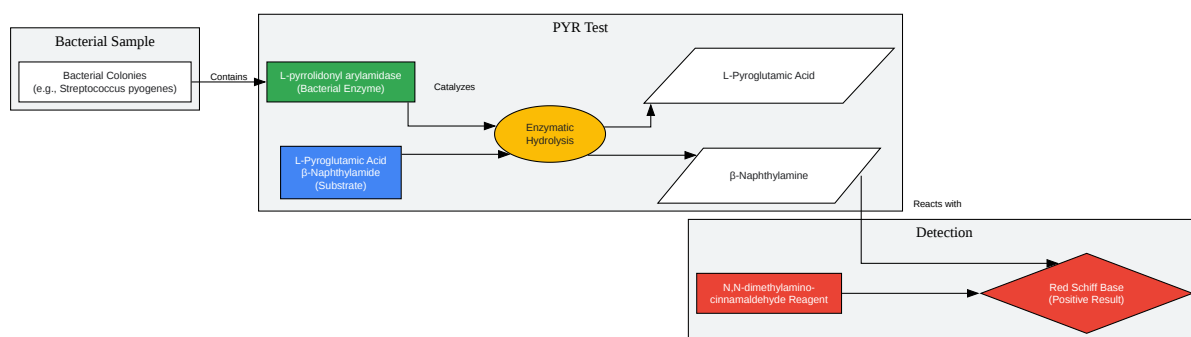 PYR Test
Bacterial Sample
Bacterial Colonies
(e.g., Streptococcus pyogenes)
Contains
L-pyrrolidonyl arylamidase
(Bacterial Enzyme)
Catalyzes
L-Pyroglutamic Acid
Enzymatic
Hydrolysis
L-Pyroglutamic Acid
β-Naphthylamide
(Substrate)
β-Naphthylamine
Reacts with
Detection
N,N-dimethylamino-
cinnamaldehyde Reagent
Red Schiff Base
(Positive Result)